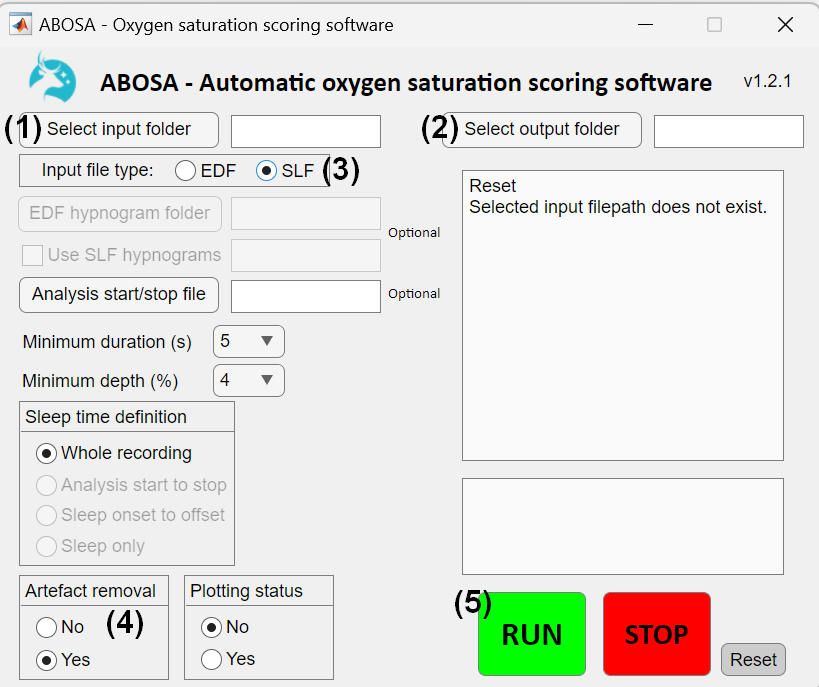 ABOSA - Oxygen saturation scoring software
ABOSA - Automatic oxygen saturation scoring software v1.2.1
(1) Select input folder
(2) Select output folder
Input file type: EDF SLF (3)
Reset
Selected input filepath does not exist.
EDF hypnogram folder
Optional
Use SLF hypnograms
Analysis start/stop file Optional
Minimum duration (s) 5
Minimum depth (%) 4
Sleep time definition
Whole recording
Analysis start to stop
Sleep onset to offset
Sleep only
Artefact removal
No (4)
Yes
Plotting status
No
Yes
(5) RUN
STOP
Reset